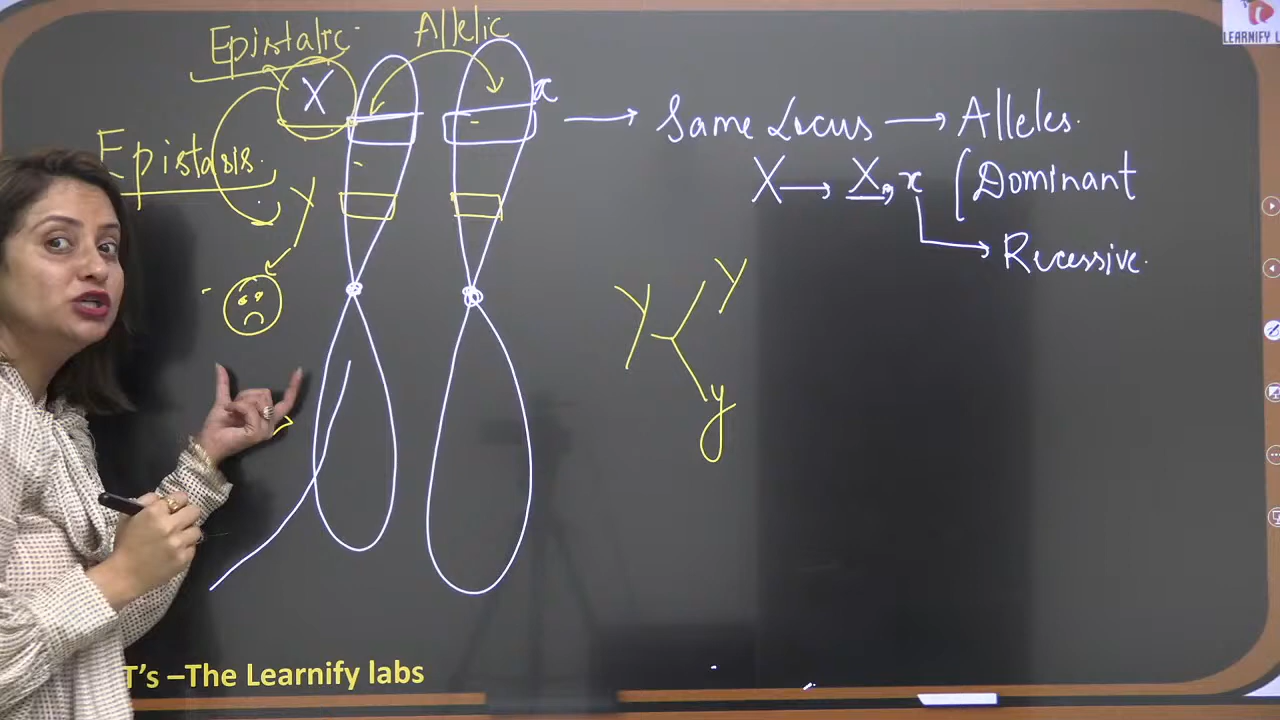 Epistatic
Allelic
X
x
Same Locus → Alleles.
Epistasis.
X → X, x (Dominant
Y
Recessive.
Y
Y
y
T's –The Learnify labs
LEARNIFY L